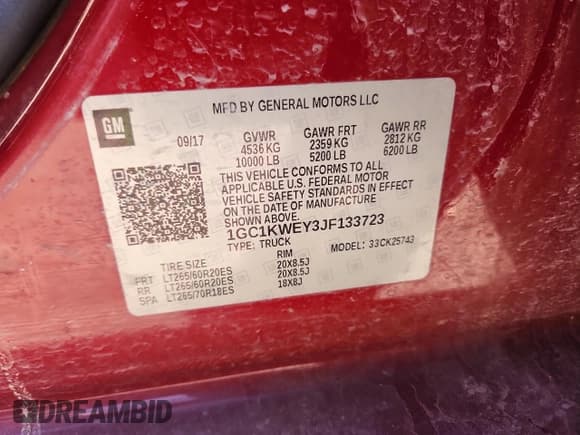 GM
MFD BY GENERAL MOTORS LLC
09/17
GVWR
4536 KG
10000 LB
GAWR FRT
2359 KG
5200 LB
GAWR RR
2812 KG
6200 LB
THIS VEHICLE CONFORMS TO ALL
APPLICABLE U.S. FEDERAL MOTOR
VEHICLE SAFETY STANDARDS IN EFFECT
ON THE DATE OF MANUFACTURE
SHOWN ABOVE.
1GC1KWEY3JF133723
TYPE: TRUCK
MODEL: 33CK25743
TIRE SIZE RIM
FRT LT265/60R20ES 20X8.5J
RR LT265/60R20ES 20X8.5J
SPA LT265/70R18ES 18X8J
DREAMBID